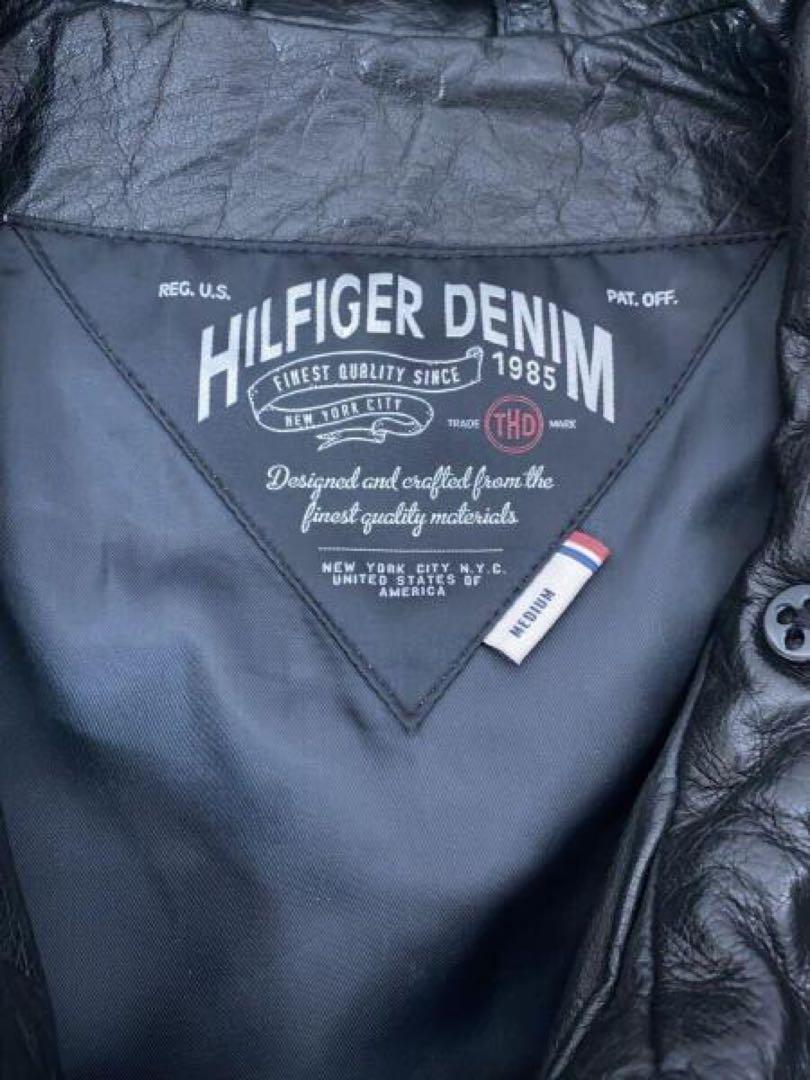 REG. U.S.
PAT. OFF.
HILFIGER DENIM
FINEST QUALITY SINCE
1985
NEW YORK CITY
TRADE THD MARK
Designed and crafted from the
finest quality materials
NEW YORK CITY N.Y.C.
UNITED STATES OF
AMERICA
MEDIUM